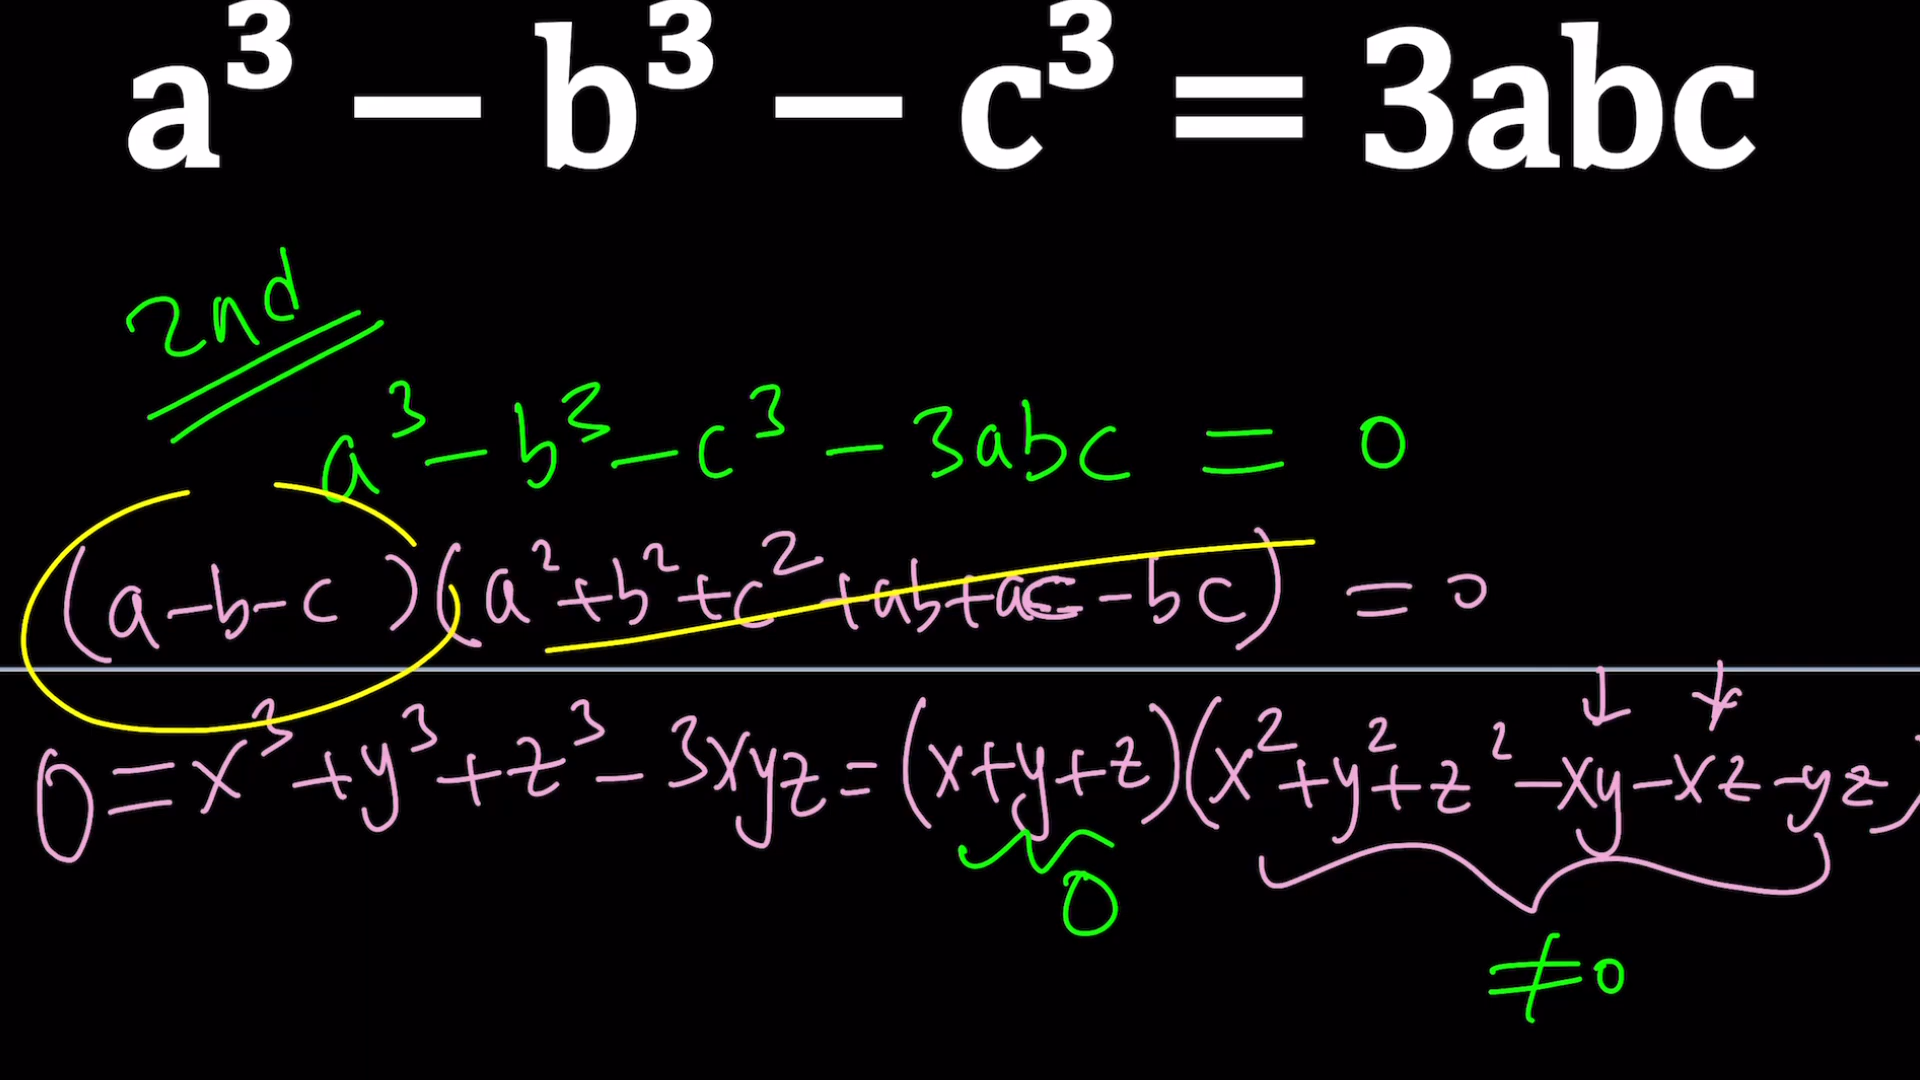 a³ – b³ – c³ = 3abc
2nd
a³ - b³ - c³ - 3abc = 0
(a-b-c)(a²+b²+c²+ab+ac-bc) = 0
0 = x³+y³+z³-3xyz = (x+y+z)(x²+y²+z²-xy-xz-yz)
0
≠0